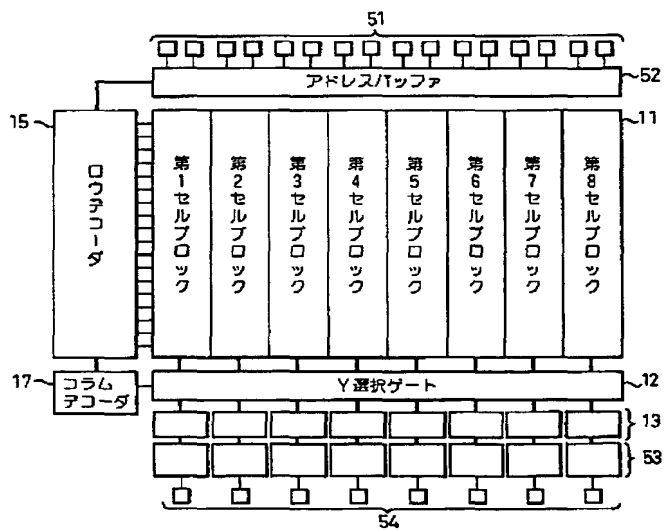 51
アドレスバッファ
52
15
11
ロウデコーダ
第1セルブロック
第2セルブロック
第3セルブロック
第4セルブロック
第5セルブロック
第6セルブロック
第7セルブロック
第8セルブロック
17
コラム
デコーダ
Y選択ゲート
12
13
53
54